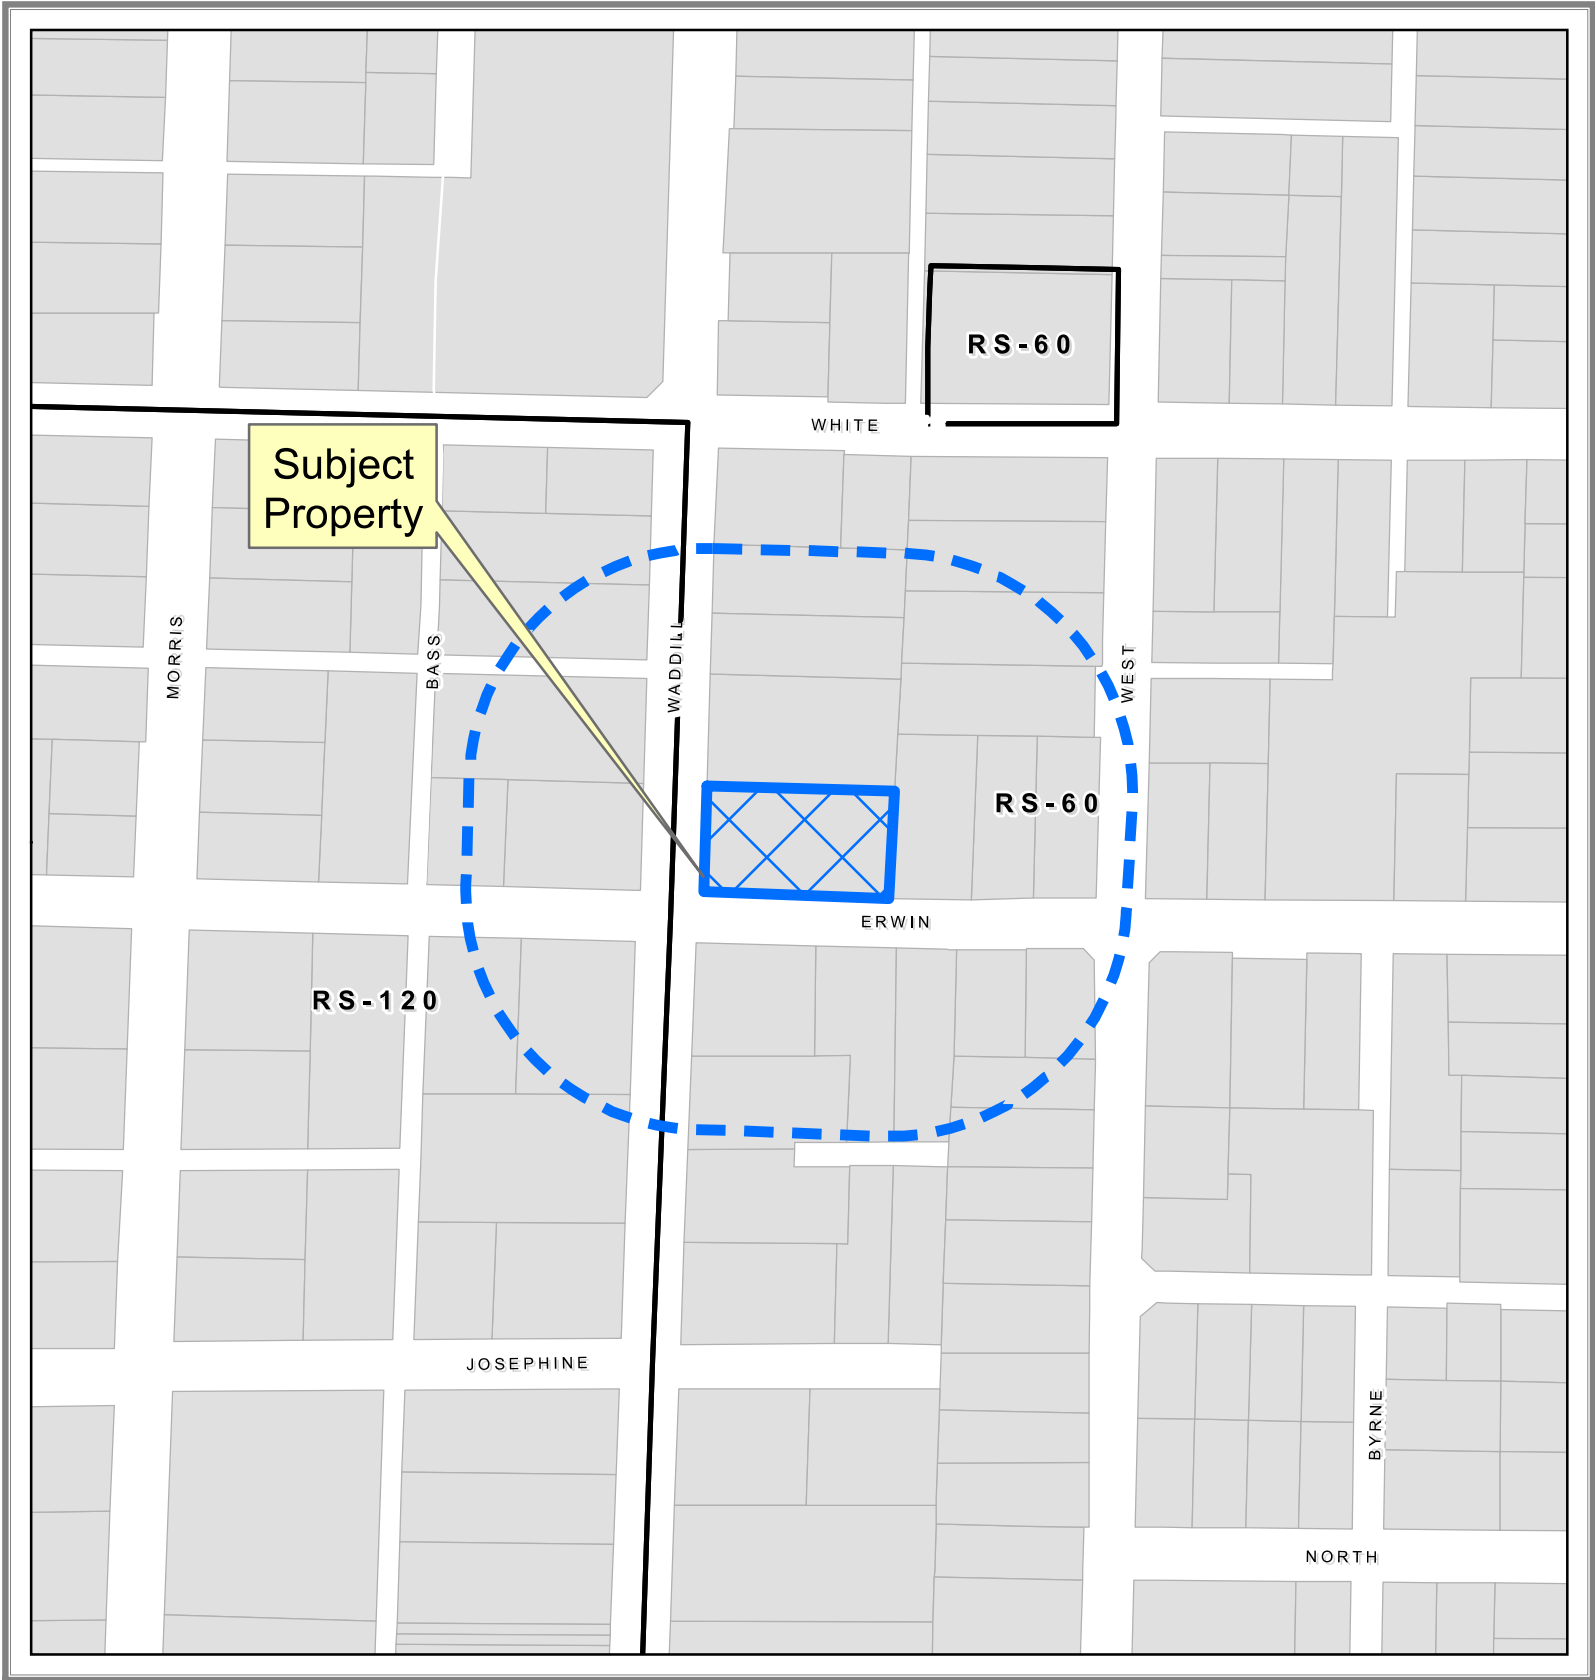 RS-60
WHITE
Subject
Property
MORRIS
BASS
WADDILL
WEST
RS-60
ERWIN
RS-120
JOSEPHINE
BYRNE
NORTH